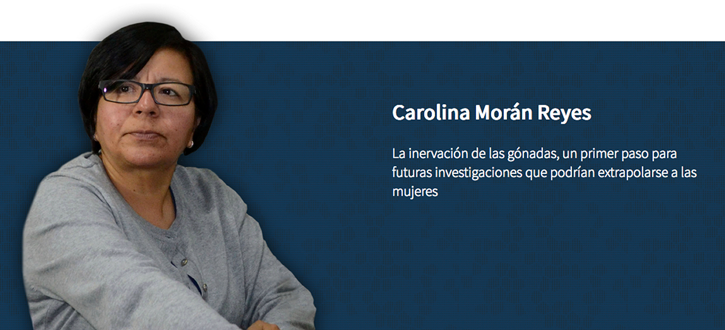 Carolina Morán Reyes
La inervación de las gónadas, un primer paso para
futuras investigaciones que podrían extrapolarse a las
mujeres